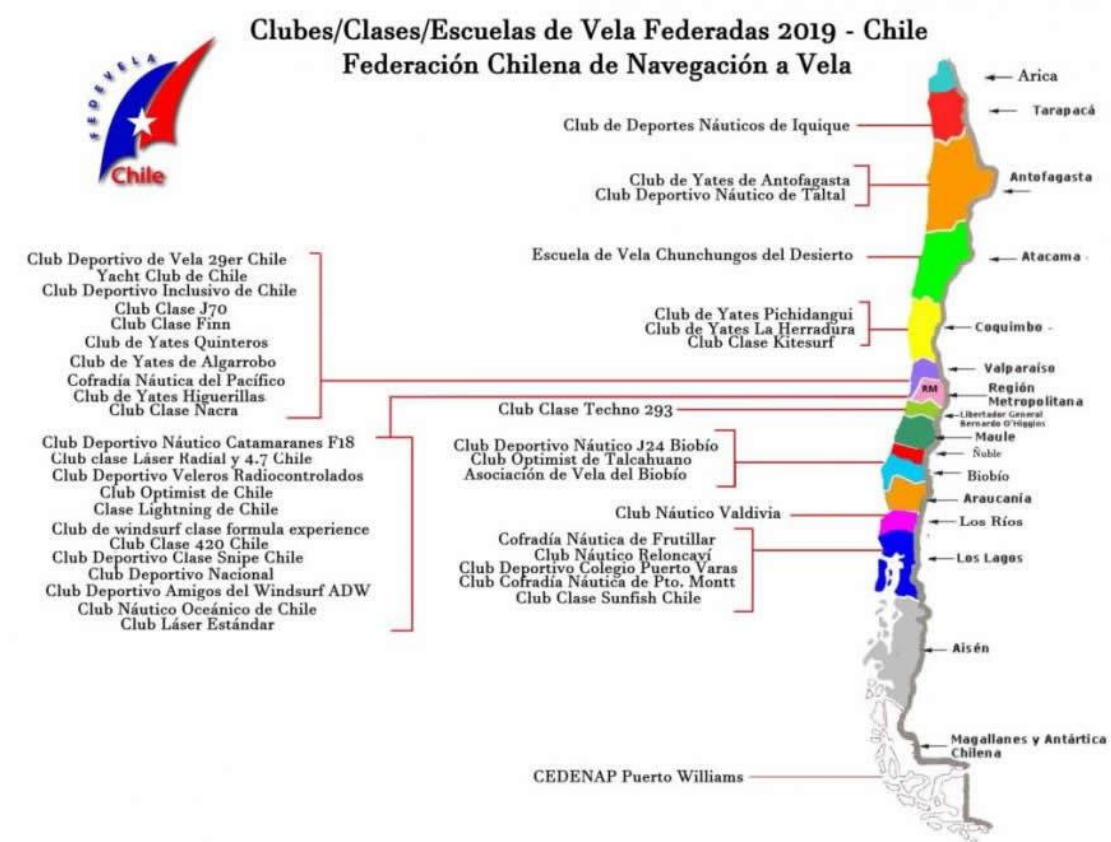 Clubes/Clases/Escuelas de Vela Federadas 2019 - Chile
Federación Chilena de Navegación a Vela
FEDEVELA
Chile
Arica
Tarapacá
Club de Deportes Náuticos de Iquique
Antofagasta
Club de Yates de Antofagasta
Club Deportivo Náutico de Taltal
Escuela de Vela Chunchungos del Desierto
Atacama
Club de Yates Pichidangui
Club de Yates La Herradura
Club Clase Kitesurf
Coquimbo
Club Deportivo de Vela 29er Chile
Yacht Club de Chile
Club Deportivo Inclusivo de Chile
Club Clase J70
Club Clase Finn
Club de Yates Quinteros
Club de Yates de Algarrobo
Cofradía Náutica del Pacífico
Club de Yates Higuerillas
Club Clase Nacra
Valparaíso
RM
Región
Metropolitana
Club Deportivo Náutico Catamaranes F18
Club clase Láser Radial y 4.7 Chile
Club Deportivo Veleros Radiocontrolados
Club Optimist de Chile
Clase Lightning de Chile
Club de windsurf clase formula experience
Club Clase 420 Chile
Club Deportivo Clase Snipe Chile
Club Deportivo Nacional
Club Deportivo Amigos del Windsurf ADW
Club Náutico Oceánico de Chile
Club Láser Estándar
Club Clase Techno 293
Libertador General
Bernardo O'Higgins
Maule
Ñuble
Club Deportivo Náutico J24 Biobío
Club Optimist de Talcahuano
Asociación de Vela del Biobío
Biobío
Araucanía
Club Náutico Valdivia
Los Ríos
Cofradía Náutica de Frutillar
Club Náutico Reloncaví
Club Deportivo Colegio Puerto Varas
Club Cofradía Náutica de Pto. Montt
Club Clase Sunfish Chile
Los Lagos
Aisén
Magallanes y Antártica
Chilena
CEDENAP Puerto Williams